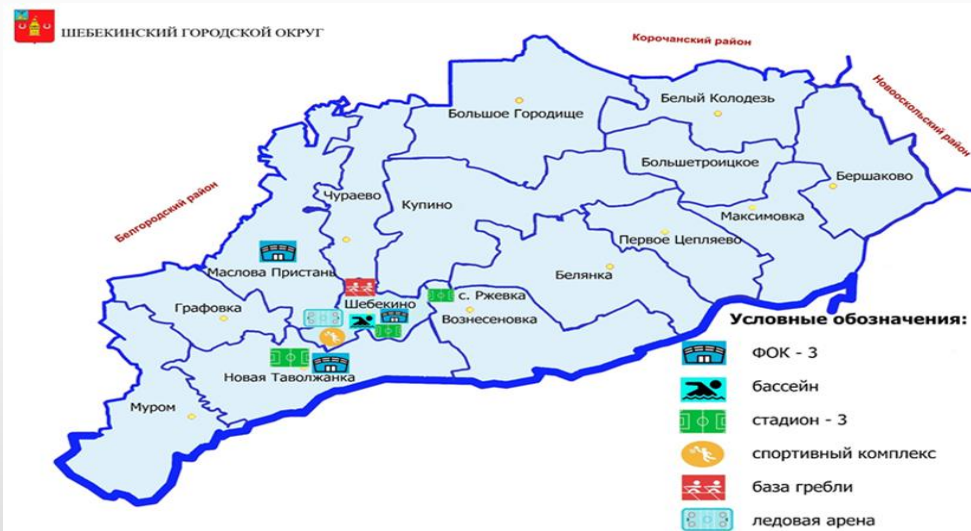 ШЕБЕКИНСКИЙ ГОРОДСКОЙ ОКРУГ
Корочанский район
Новооскольский район
Белгородский район
Большое Городище
Белый Колодезь
Большетроицкое
Бершаково
Чураево
Купино
Максимовка
Первое Цепляево
Маслова Пристань
Белянка
Графовка
Шебекино
с. Ржевка
Вознесеновка
Новая Таволжанка
Муром
Условные обозначения:
ФОК - 3
бассейн
стадион - 3
спортивный комплекс
база гребли
ледовая арена